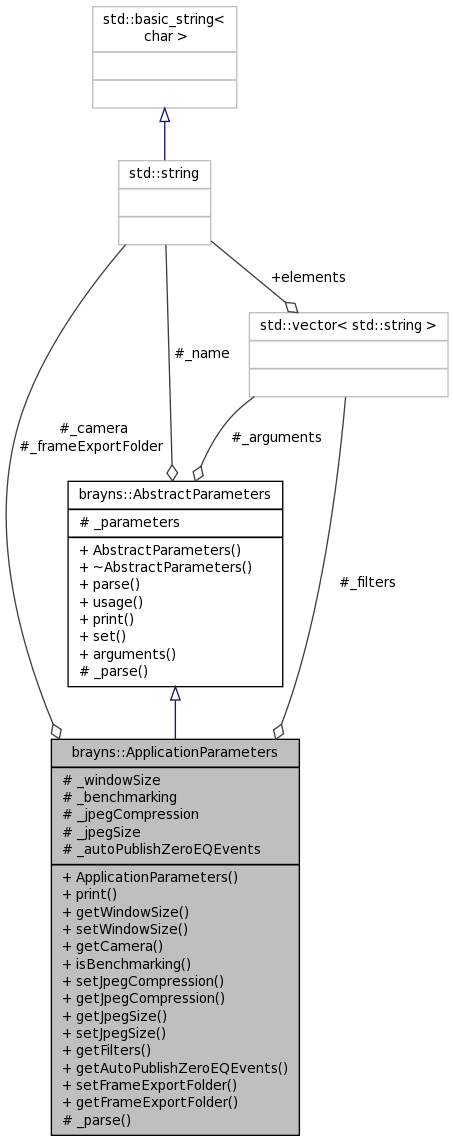 std::basic_string<
char >
std::string
+elements
std::vector< std::string >
#_name
#_camera
#_frameExportFolder
#_arguments
brayns::AbstractParameters
# _parameters
+ AbstractParameters()
+ ~AbstractParameters()
+ parse()
+ usage()
+ print()
+ set()
+ arguments()
# _parse()
#_filters
brayns::ApplicationParameters
# _windowSize
# _benchmarking
# _jpegCompression
# _jpegSize
# _autoPublishZeroEQEvents
+ ApplicationParameters()
+ print()
+ getWindowSize()
+ setWindowSize()
+ getCamera()
+ isBenchmarking()
+ setJpegCompression()
+ getJpegCompression()
+ getJpegSize()
+ setJpegSize()
+ getFilters()
+ getAutoPublishZeroEQEvents()
+ setFrameExportFolder()
+ getFrameExportFolder()
# _parse()